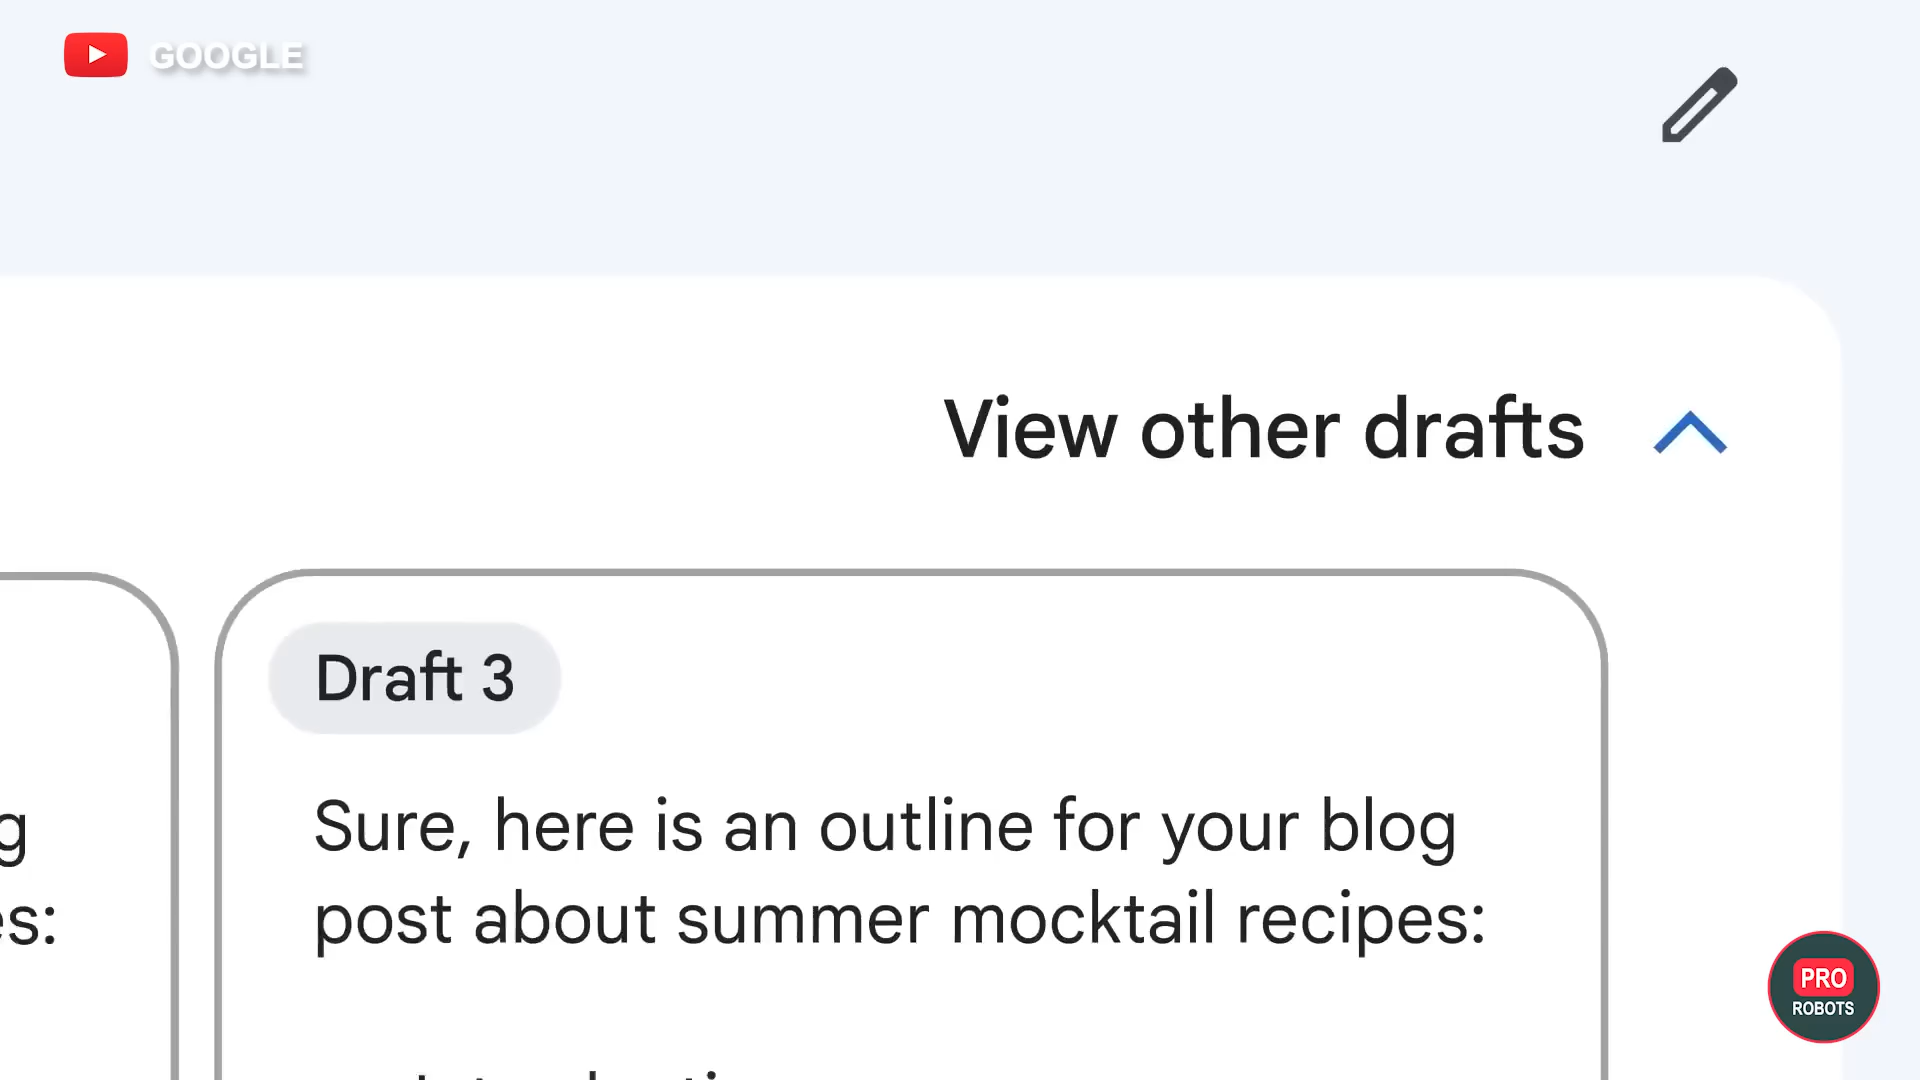 GOOGLE
View other drafts
Draft 3
Sure, here is an outline for your blog
post about summer mocktail recipes:
g
es:
PRO
ROBOTS